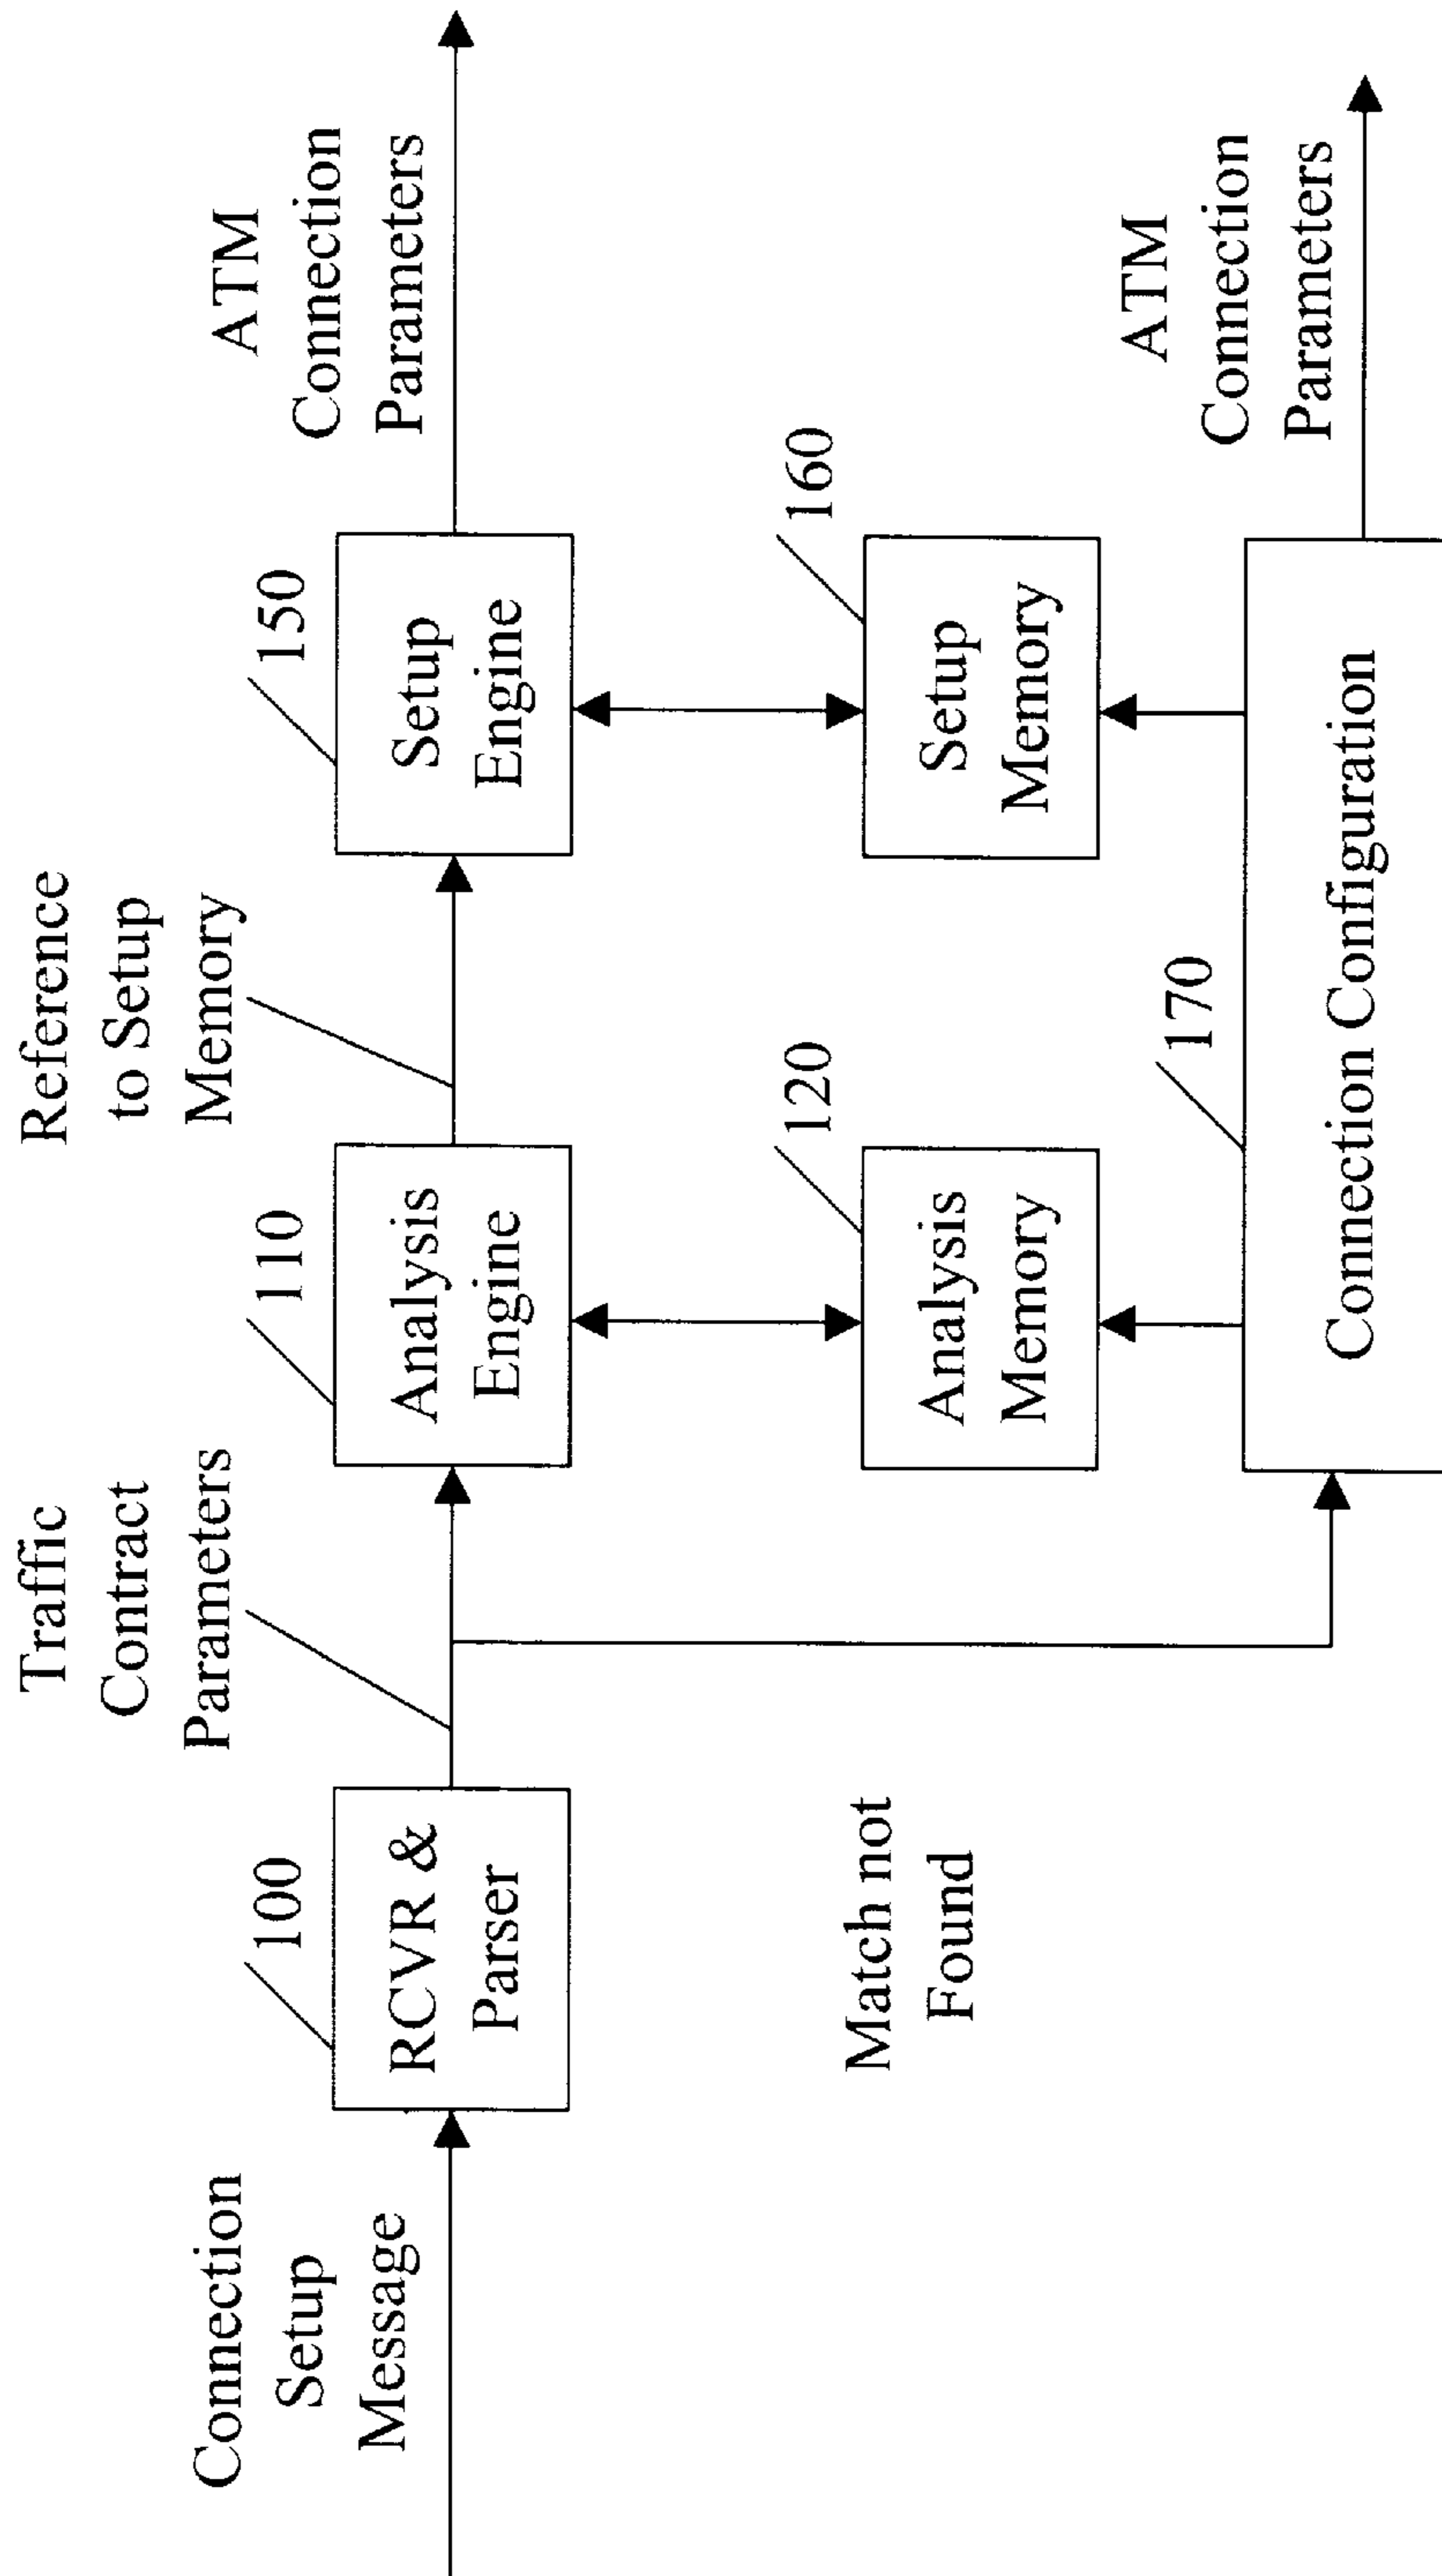 Connection
Setup
Message
100
RCVR &
Parser
Traffic
Contract
Parameters
110
Analysis
Engine
Reference
to Setup
Memory
150
Setup
Engine
ATM
Connection
Parameters
Match not
Found
120
Analysis
Memory
160
Setup
Memory
170
Connection Configuration
ATM
Connection
Parameters